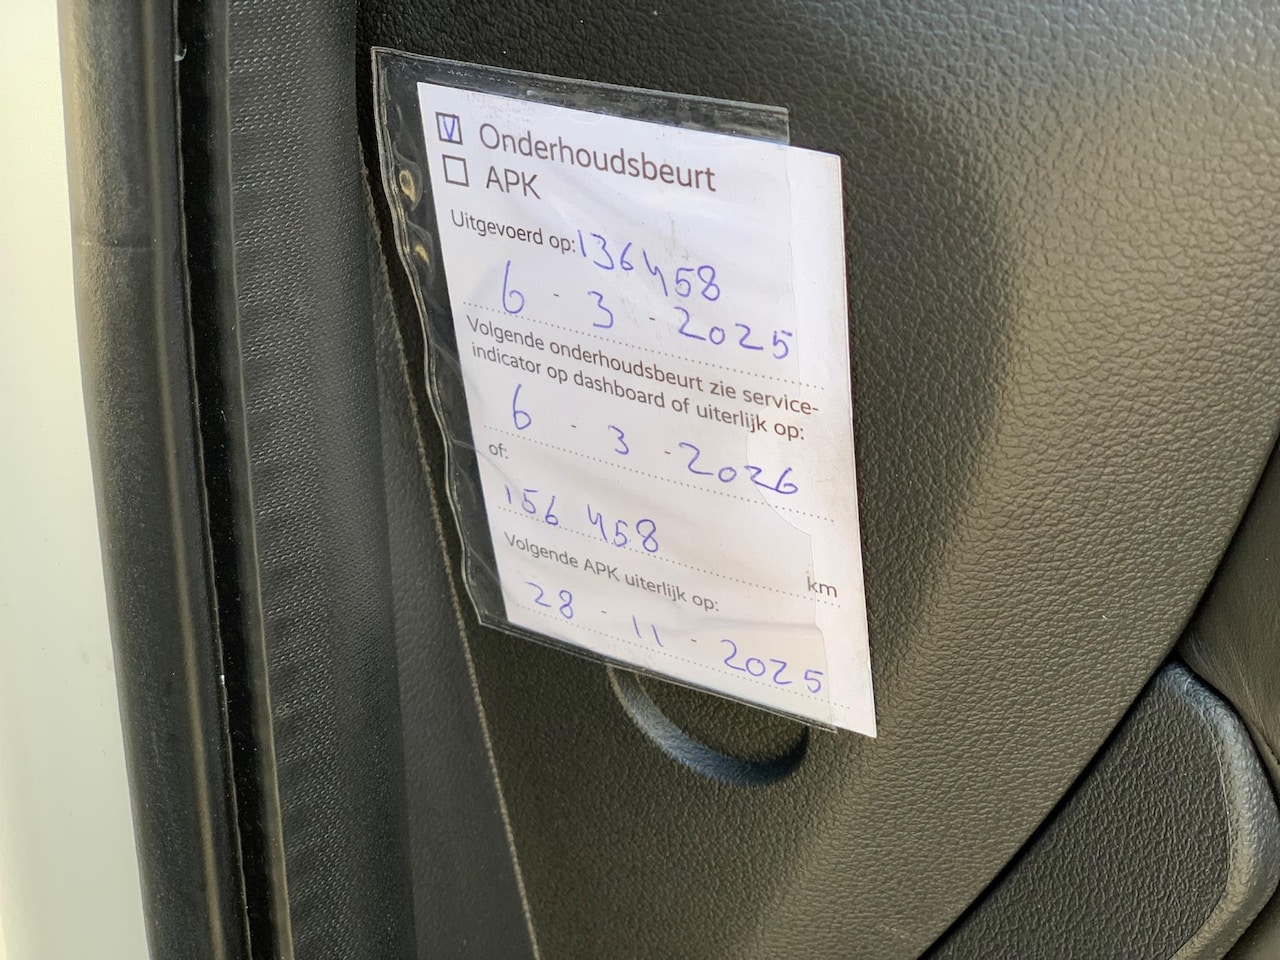 Onderhoudsbeurt
APK
Uitgevoerd op: 136458
6 - 3 - 2025
Volgende onderhoudsbeurt zie service-
indicator op dashboard of uiterlijk op:
6 - 3 - 2026
of:
156 458
km
Volgende APK uiterlijk op:
28 - 11 - 2025